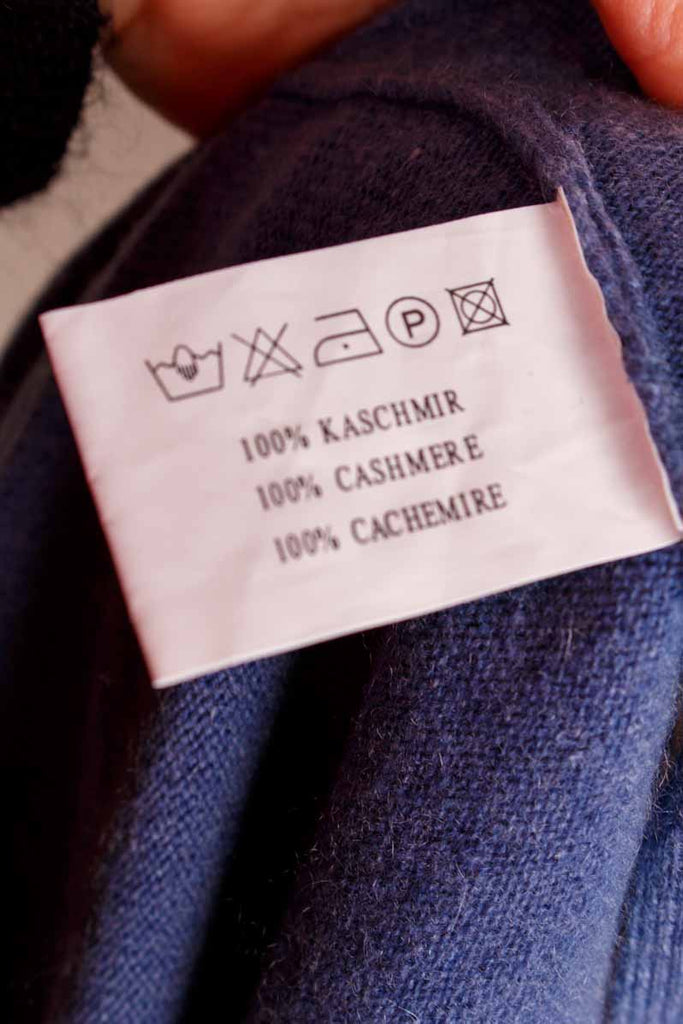 P
100% KASCHMIR
100% CASHMERE
100% CACHEMIRE